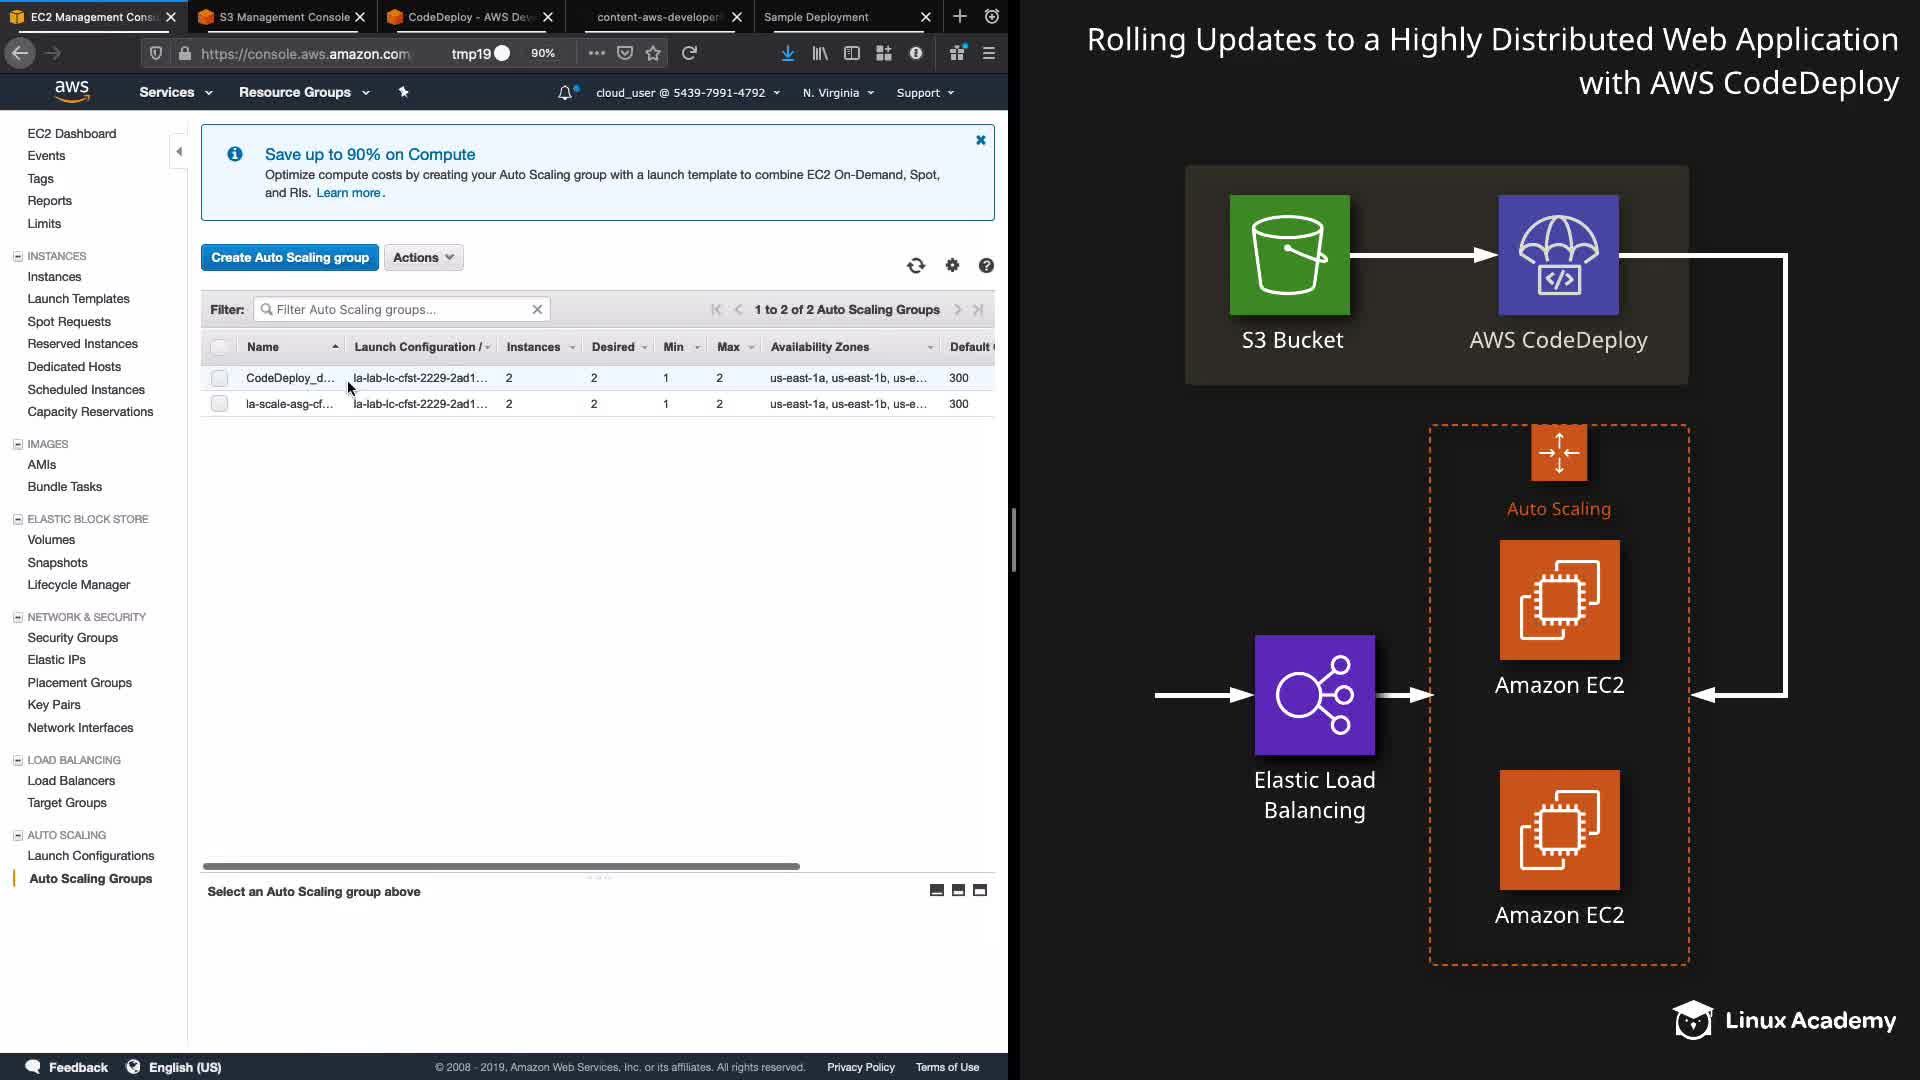 EC2 Management Cons
S3 Management Console
CodeDeploy - AWS Dev
content-aws-developer
Sample Deployment
https://console.aws.amazon.com
tmp19
90%
aws
Services
Resource Groups
cloud_user @ 5439-7991-4792
N. Virginia
Support
EC2 Dashboard
Events
Tags
Reports
Limits
INSTANCES
Instances
Launch Templates
Spot Requests
Reserved Instances
Dedicated Hosts
Scheduled Instances
Capacity Reservations
IMAGES
AMIs
Bundle Tasks
ELASTIC BLOCK STORE
Volumes
Snapshots
Lifecycle Manager
NETWORK & SECURITY
Security Groups
Elastic IPs
Placement Groups
Key Pairs
Network Interfaces
LOAD BALANCING
Load Balancers
Target Groups
AUTO SCALING
Launch Configurations
Auto Scaling Groups
Save up to 90% on Compute
Optimize compute costs by creating your Auto Scaling group with a launch template to combine EC2 On-Demand, Spot,
and RIs. Learn more.
Create Auto Scaling group
Actions
Filter: Filter Auto Scaling groups...
1 to 2 of 2 Auto Scaling Groups
Name Launch Configuration / Instances Desired Min Max Availability Zones Default
CodeDeploy_d... la-lab-lc-cfst-2229-2ad1... 2 2 1 2 us-east-1a, us-east-1b, us-e... 300
la-scale-asg-cf... la-lab-lc-cfst-2229-2ad1... 2 2 1 2 us-east-1a, us-east-1b, us-e... 300
Select an Auto Scaling group above
Feedback
English (US)
© 2008 - 2019, Amazon Web Services, Inc. or its affiliates. All rights reserved.
Privacy Policy
Terms of Use
Rolling Updates to a Highly Distributed Web Application
with AWS CodeDeploy
S3 Bucket
AWS CodeDeploy
Auto Scaling
Amazon EC2
Elastic Load
Balancing
Amazon EC2
Linux Academy